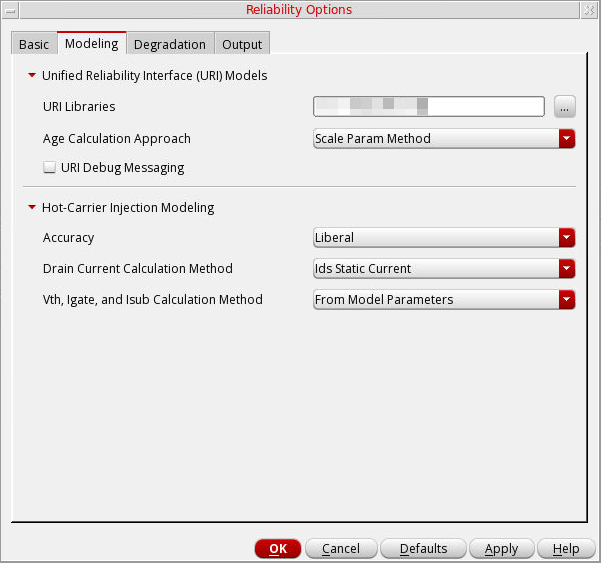 Reliability Options
Basic Modeling Degradation Output
Unified Reliability Interface (URI) Models
URI Libraries ...
Age Calculation Approach Scale Param Method
URI Debug Messaging
Hot-Carrier Injection Modeling
Accuracy Liberal
Drain Current Calculation Method Ids Static Current
Vth, Igate, and Isub Calculation Method From Model Parameters
OK Cancel Defaults Apply Help